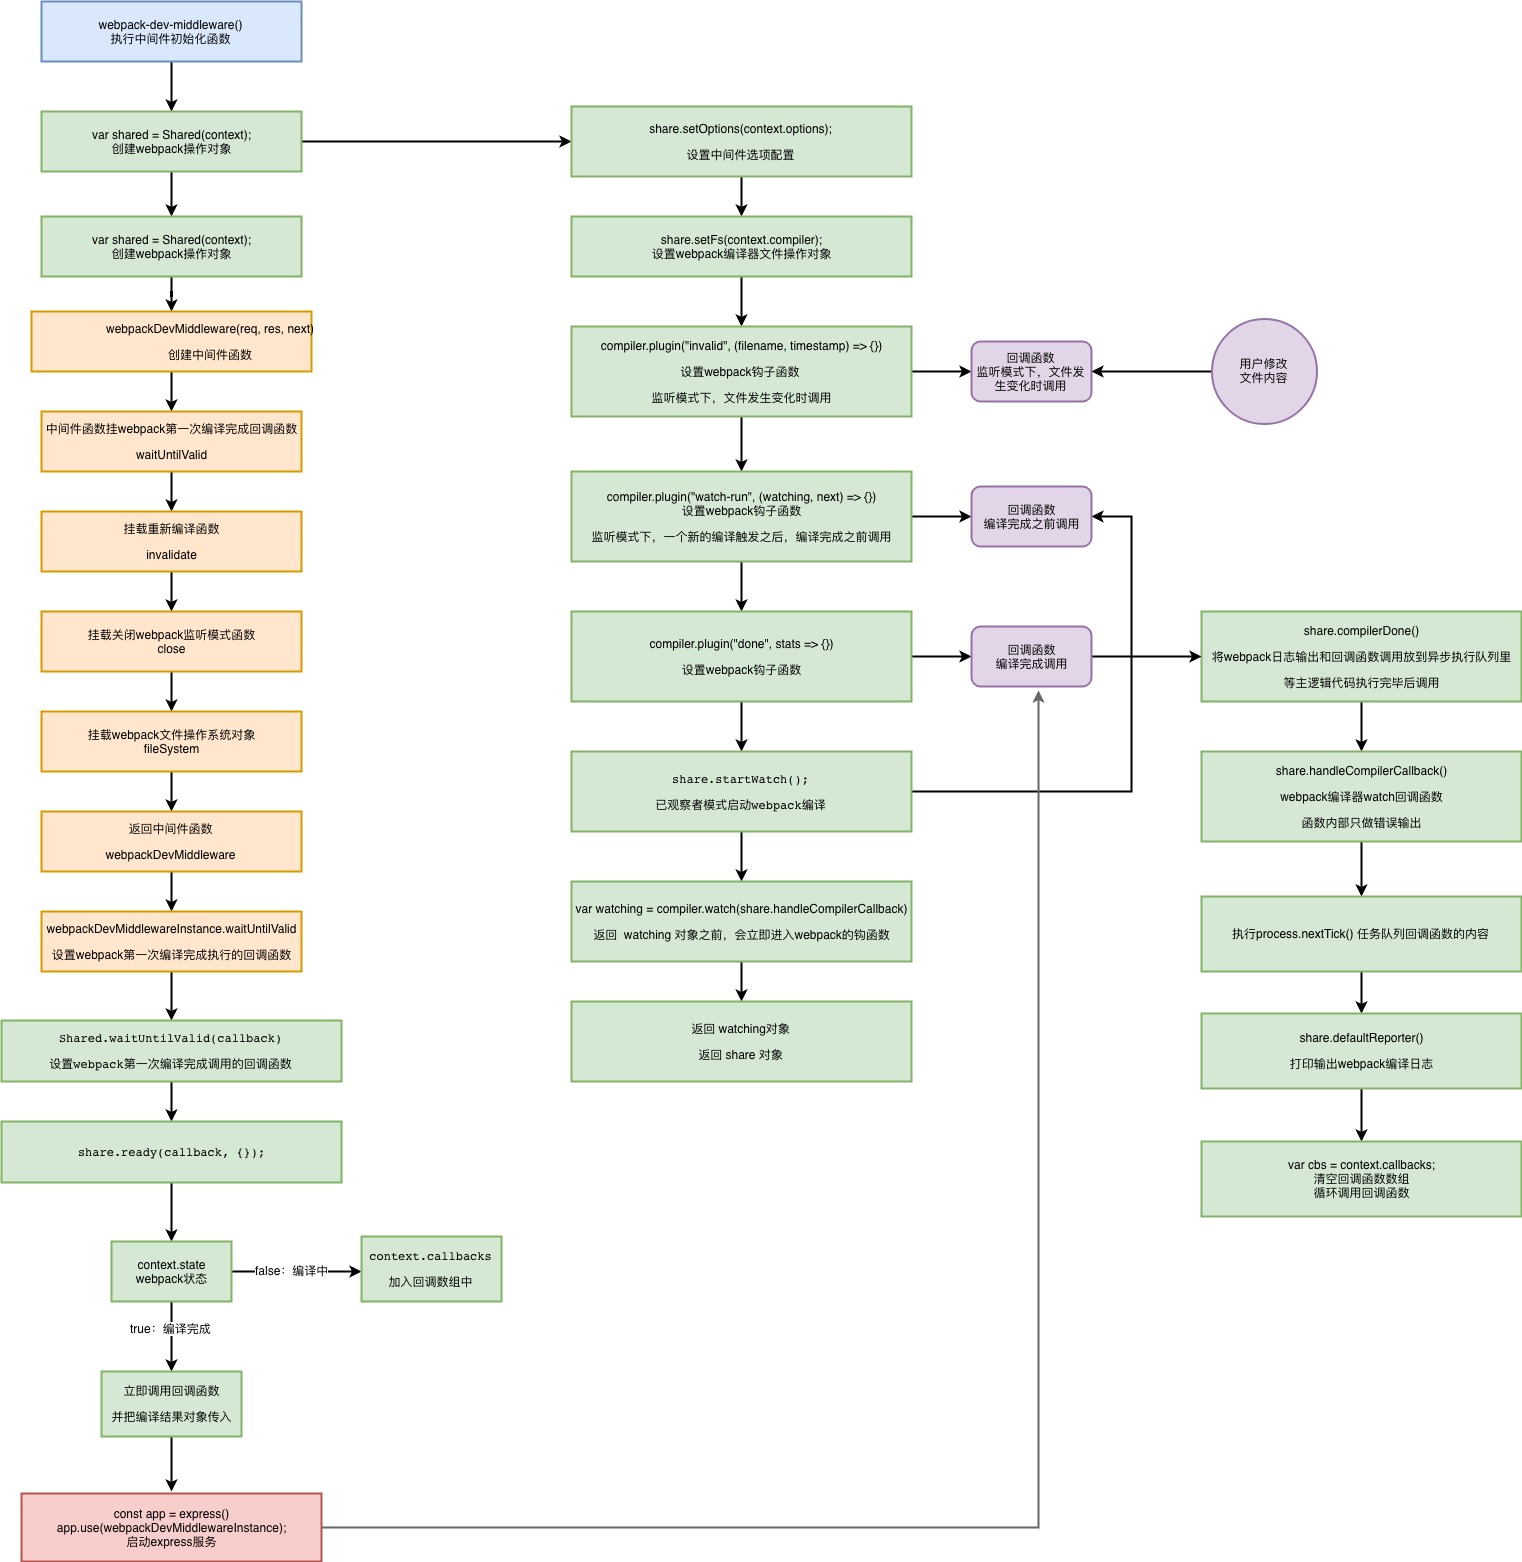 webpack-dev-middleware()
执行中间件初始化函数
var shared = Shared(context);
创建webpack操作对象
var shared = Shared(context);
创建webpack操作对象
webpackDevMiddleware(req, res, next)
创建中间件函数
中间件函数挂webpack第一次编译完成回调函数
waitUntilValid
挂载重新编译函数
invalidate
挂载关闭webpack监听模式函数
close
挂载webpack文件操作系统对象
fileSystem
返回中间件函数
webpackDevMiddleware
webpackDevMiddlewareInstance.waitUntilValid
设置webpack第一次编译完成执行的回调函数
Shared.waitUntilValid(callback)
设置webpack第一次编译完成调用的回调函数
share.ready(callback, {});
context.state
webpack状态
false：编译中
context.callbacks
加入回调数组中
true：编译完成
立即调用回调函数
并把编译结果对象传入
const app = express()
app.use(webpackDevMiddlewareInstance);
启动express服务
share.setOptions(context.options);
设置中间件选项配置
share.setFs(context.compiler);
设置webpack编译器文件操作对象
compiler.plugin("invalid", (filename, timestamp) => {})
设置webpack钩子函数
监听模式下，文件发生变化时调用
compiler.plugin("watch-run", (watching, next) => {})
设置webpack钩子函数
监听模式下，一个新的编译触发之后，编译完成之前调用
compiler.plugin("done", stats => {})
设置webpack钩子函数
share.startWatch();
已观察者模式启动webpack编译
var watching = compiler.watch(share.handleCompilerCallback)
返回 watching 对象之前，会立即进入webpack的钩函数
返回 watching对象
返回 share 对象
回调函数
监听模式下，文件发
生变化时调用
用户修改
文件内容
回调函数
编译完成之前调用
回调函数
编译完成调用
share.compilerDone()
将webpack日志输出和回调函数调用放到异步执行队列里
等主逻辑代码执行完毕后调用
share.handleCompilerCallback()
webpack编译器watch回调函数
函数内部只做错误输出
执行process.nextTick() 任务队列回调函数的内容
share.defaultReporter()
打印输出webpack编译日志
var cbs = context.callbacks;
清空回调函数数组
循环调用回调函数